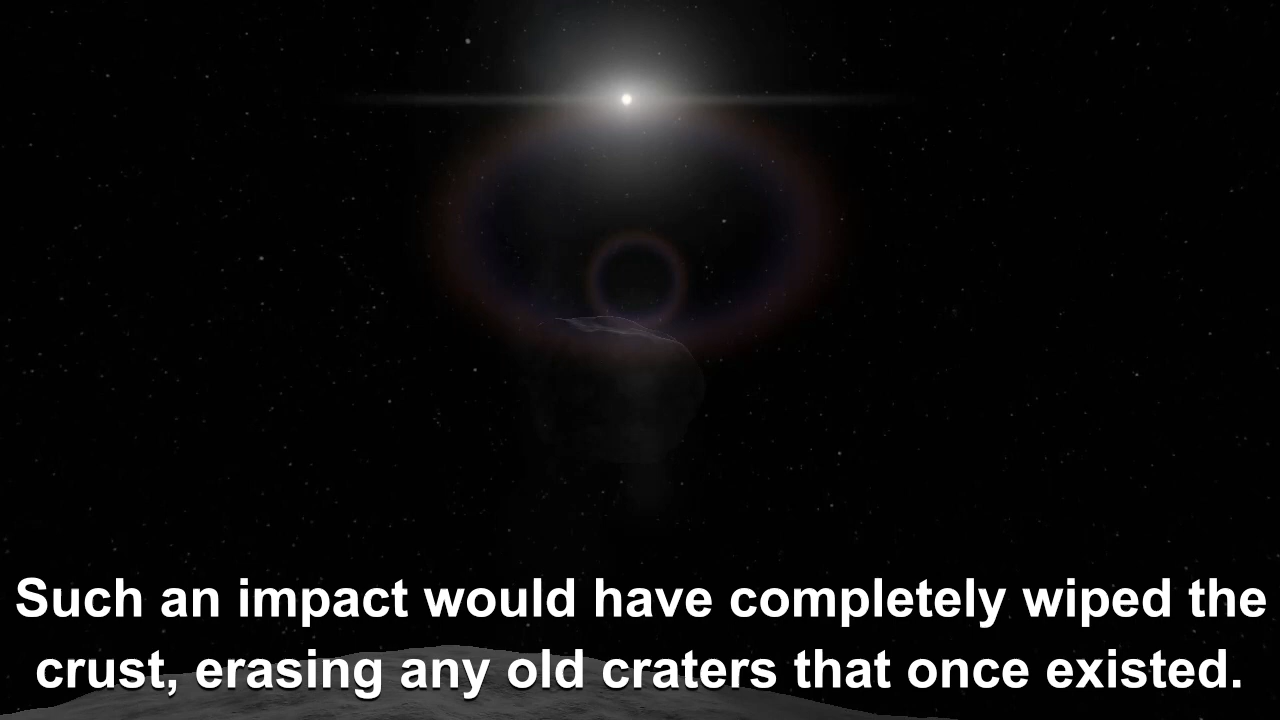 Such an impact would have completely wiped the
crust, erasing any old craters that once existed.